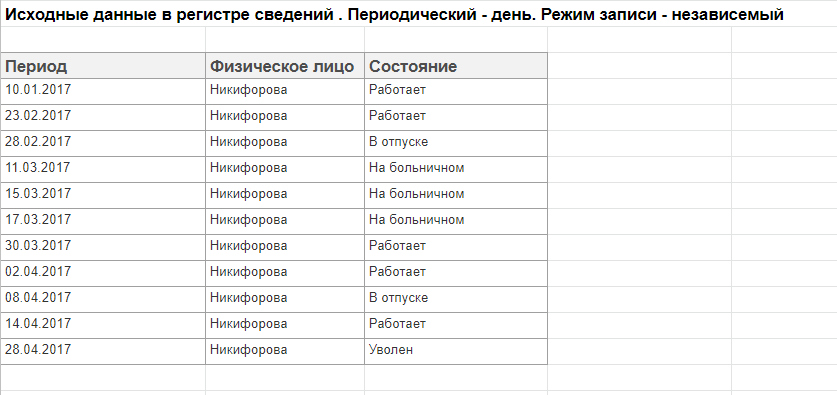 Исходные данные в регистре сведений . Периодический - день. Режим записи - независемый
Период Физическое лицо Состояние
10.01.2017 Никифорова Работает
23.02.2017 Никифорова Работает
28.02.2017 Никифорова В отпуске
11.03.2017 Никифорова На больничном
15.03.2017 Никифорова На больничном
17.03.2017 Никифорова На больничном
30.03.2017 Никифорова Работает
02.04.2017 Никифорова Работает
08.04.2017 Никифорова В отпуске
14.04.2017 Никифорова Работает
28.04.2017 Никифорова Уволен